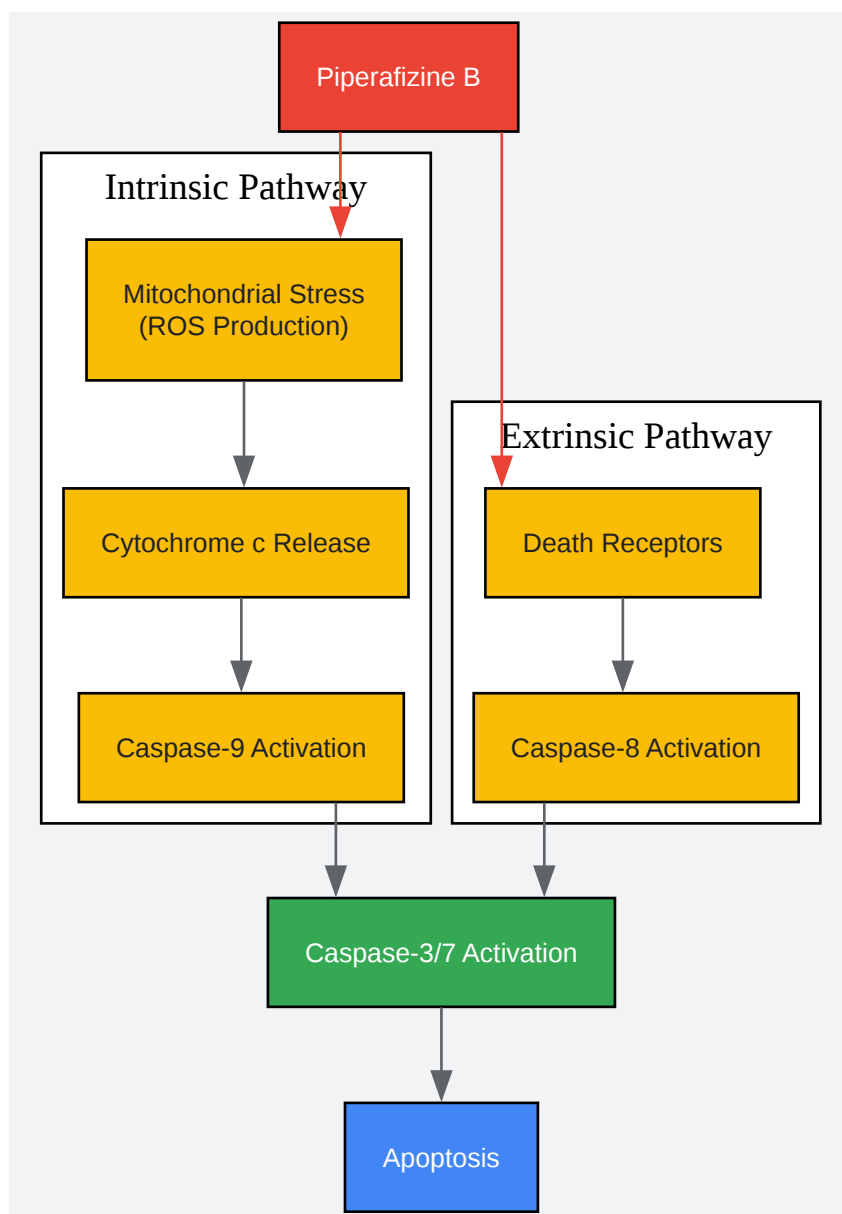 Piperafizine B
Intrinsic Pathway
Mitochondrial Stress
(ROS Production)
Extrinsic Pathway
Cytochrome c Release
Death Receptors
Caspase-9 Activation
Caspase-8 Activation
Caspase-3/7 Activation
Apoptosis